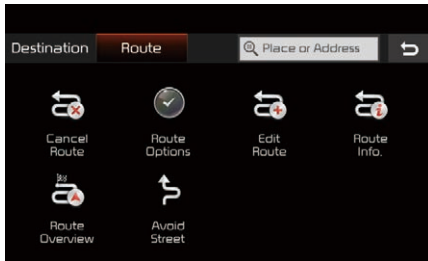 Destination Route Place or Address
Cancel Route Edit Route
Route Options Route Info.
Route Avoid
Overview Street